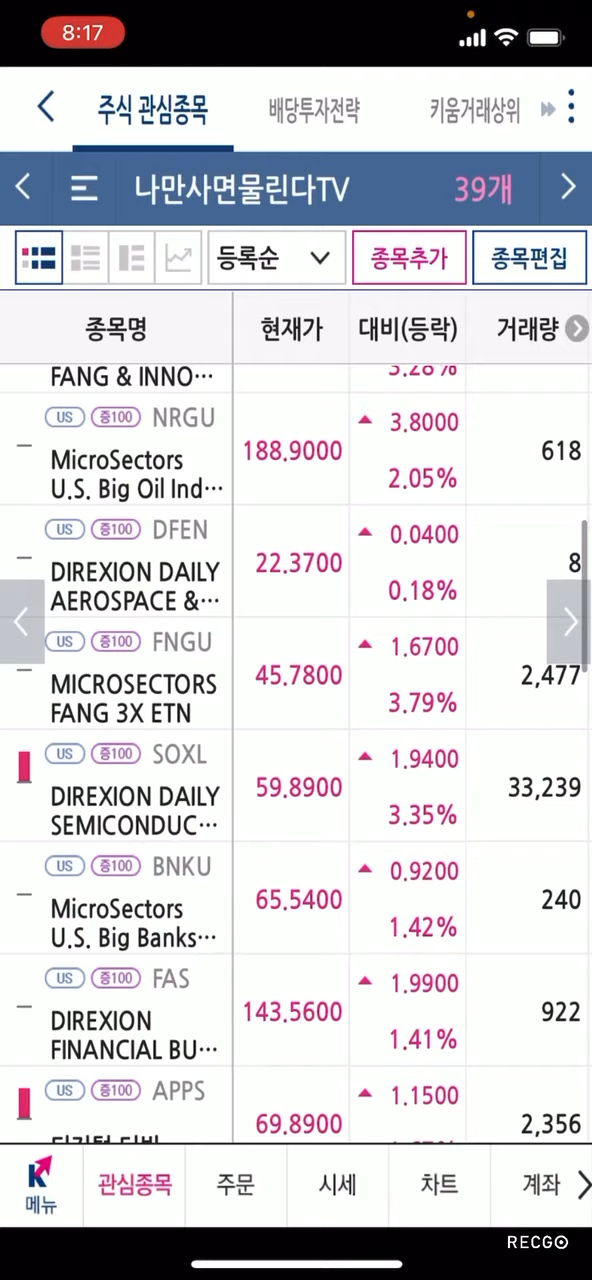 8:17
주식 관심종목
배당투자전략
키움거래상위
나만사면물린다TV
39개
등록순
종목추가
종목편집
종목명
현재가
대비(등락)
거래량
FANG & INNO···
3.28%
US
증100
NRGU
MicroSectors
U.S. Big Oil Ind···
188.9000
▲ 3.8000
2.05%
618
US
증100
DFEN
DIREXION DAILY
AEROSPACE &···
22.3700
▲ 0.0400
0.18%
8
US
증100
FNGU
MICROSECTORS
FANG 3X ETN
45.7800
▲ 1.6700
3.79%
2,477
US
증100
SOXL
DIREXION DAILY
SEMICONDUC···
59.8900
▲ 1.9400
3.35%
33,239
US
증100
BNKU
MicroSectors
U.S. Big Banks···
65.5400
▲ 0.9200
1.42%
240
US
증100
FAS
DIREXION
FINANCIAL BU···
143.5600
▲ 1.9900
1.41%
922
US
증100
APPS
69.8900
▲ 1.1500
2,356
메뉴
관심종목
주문
시세
차트
계좌
RECGO